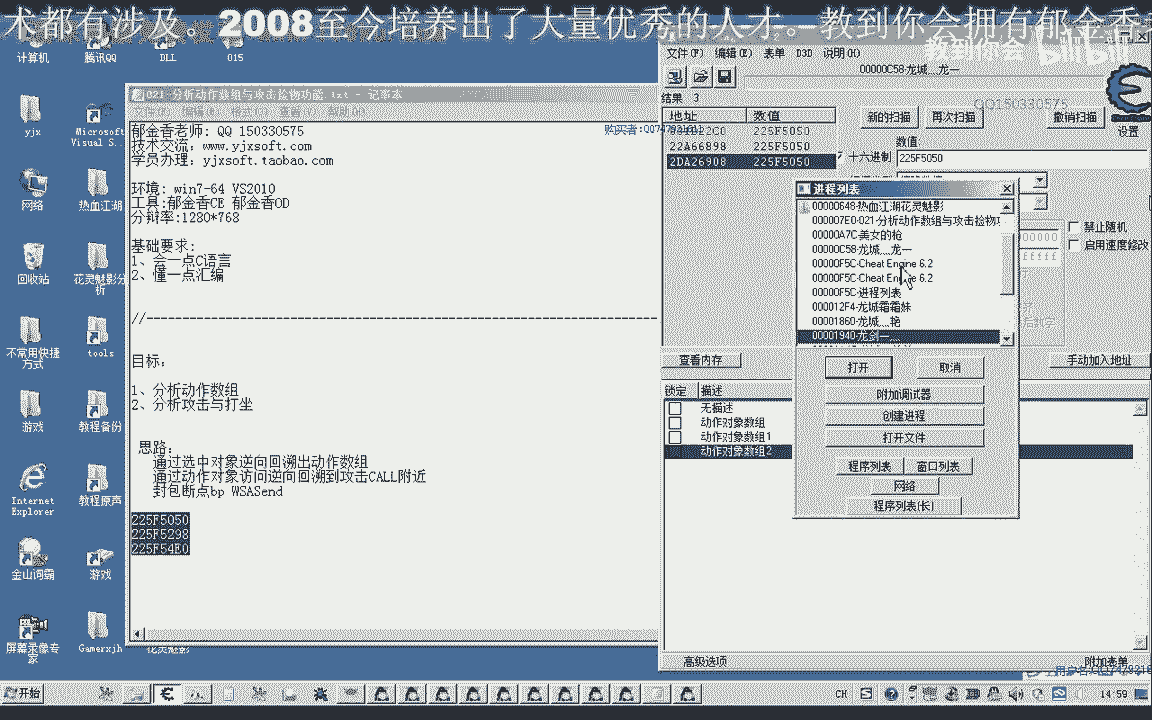 术都有涉及。2008至今培养出了大量优秀的人才。教到你会拥有郁金香
教到你会 bilibili
计算机
腾讯QQ
DLL
015
yjx
Microsoft Visual S..
网络
热血江湖
回收站
花灵魅影分析
不常用快捷方式
tools
游戏
教程备份
Internet Explorer
教程原声
金山词霸
游戏
屏幕录像专家
Gamerxjh
花灵魅影
021-分析动作数组与攻击捡物功能.txt - 记事本
郁金香老师: QQ 150330575
技术交流: www.yjxsoft.com
学员办理: yjxsoft.taobao.com
环境: win7-64 VS2010
工具:郁金香CE 郁金香OD
分辩率:1280*768
基础要求:
1、会一点C语言
2、懂一点汇编
目标:
1、分析动作数组
2、分析攻击与打坐
思路:
通过选中对象逆向回溯出动作数组
通过动作对象访问逆向回溯到攻击CALL附近
封包断点bp WSASend
225F5050
225F5298
225F54E0
文件(F) 编辑(E) 表单 D3D 说明(H)
00000C58-龙城....龙一
QQ150330575
结果 3
地址 数值
225F5050
22A66898 225F5050
2DA26908 225F5050
新的扫描 再次扫描 撤消扫描
设置
数值
十六进制 225F5050
禁止随机
启用速度修改
查看内存
手动加入地址
锁定 描述
无描述
动作对象数组
动作对象数组1
动作对象数组2
高级选项
附加表单
进程列表
00000648-热血江湖花灵魅影
000007E0-021-分析动作数组与攻击捡物功
00000A7C-美女的枪
00000C58-龙城....龙一
00000F5C-Cheat Engine 6.2
00000F5C-Cheat Engine 6.2
00000F5C-进程列表
000012F4-龙城霜霜妹
00001860-龙城....艳
00001940-龙剑一....
打开 取消
附加调试器
创建进程
打开文件
程序列表 窗口列表
网络
程序列表(长)
开始
CH
14:59